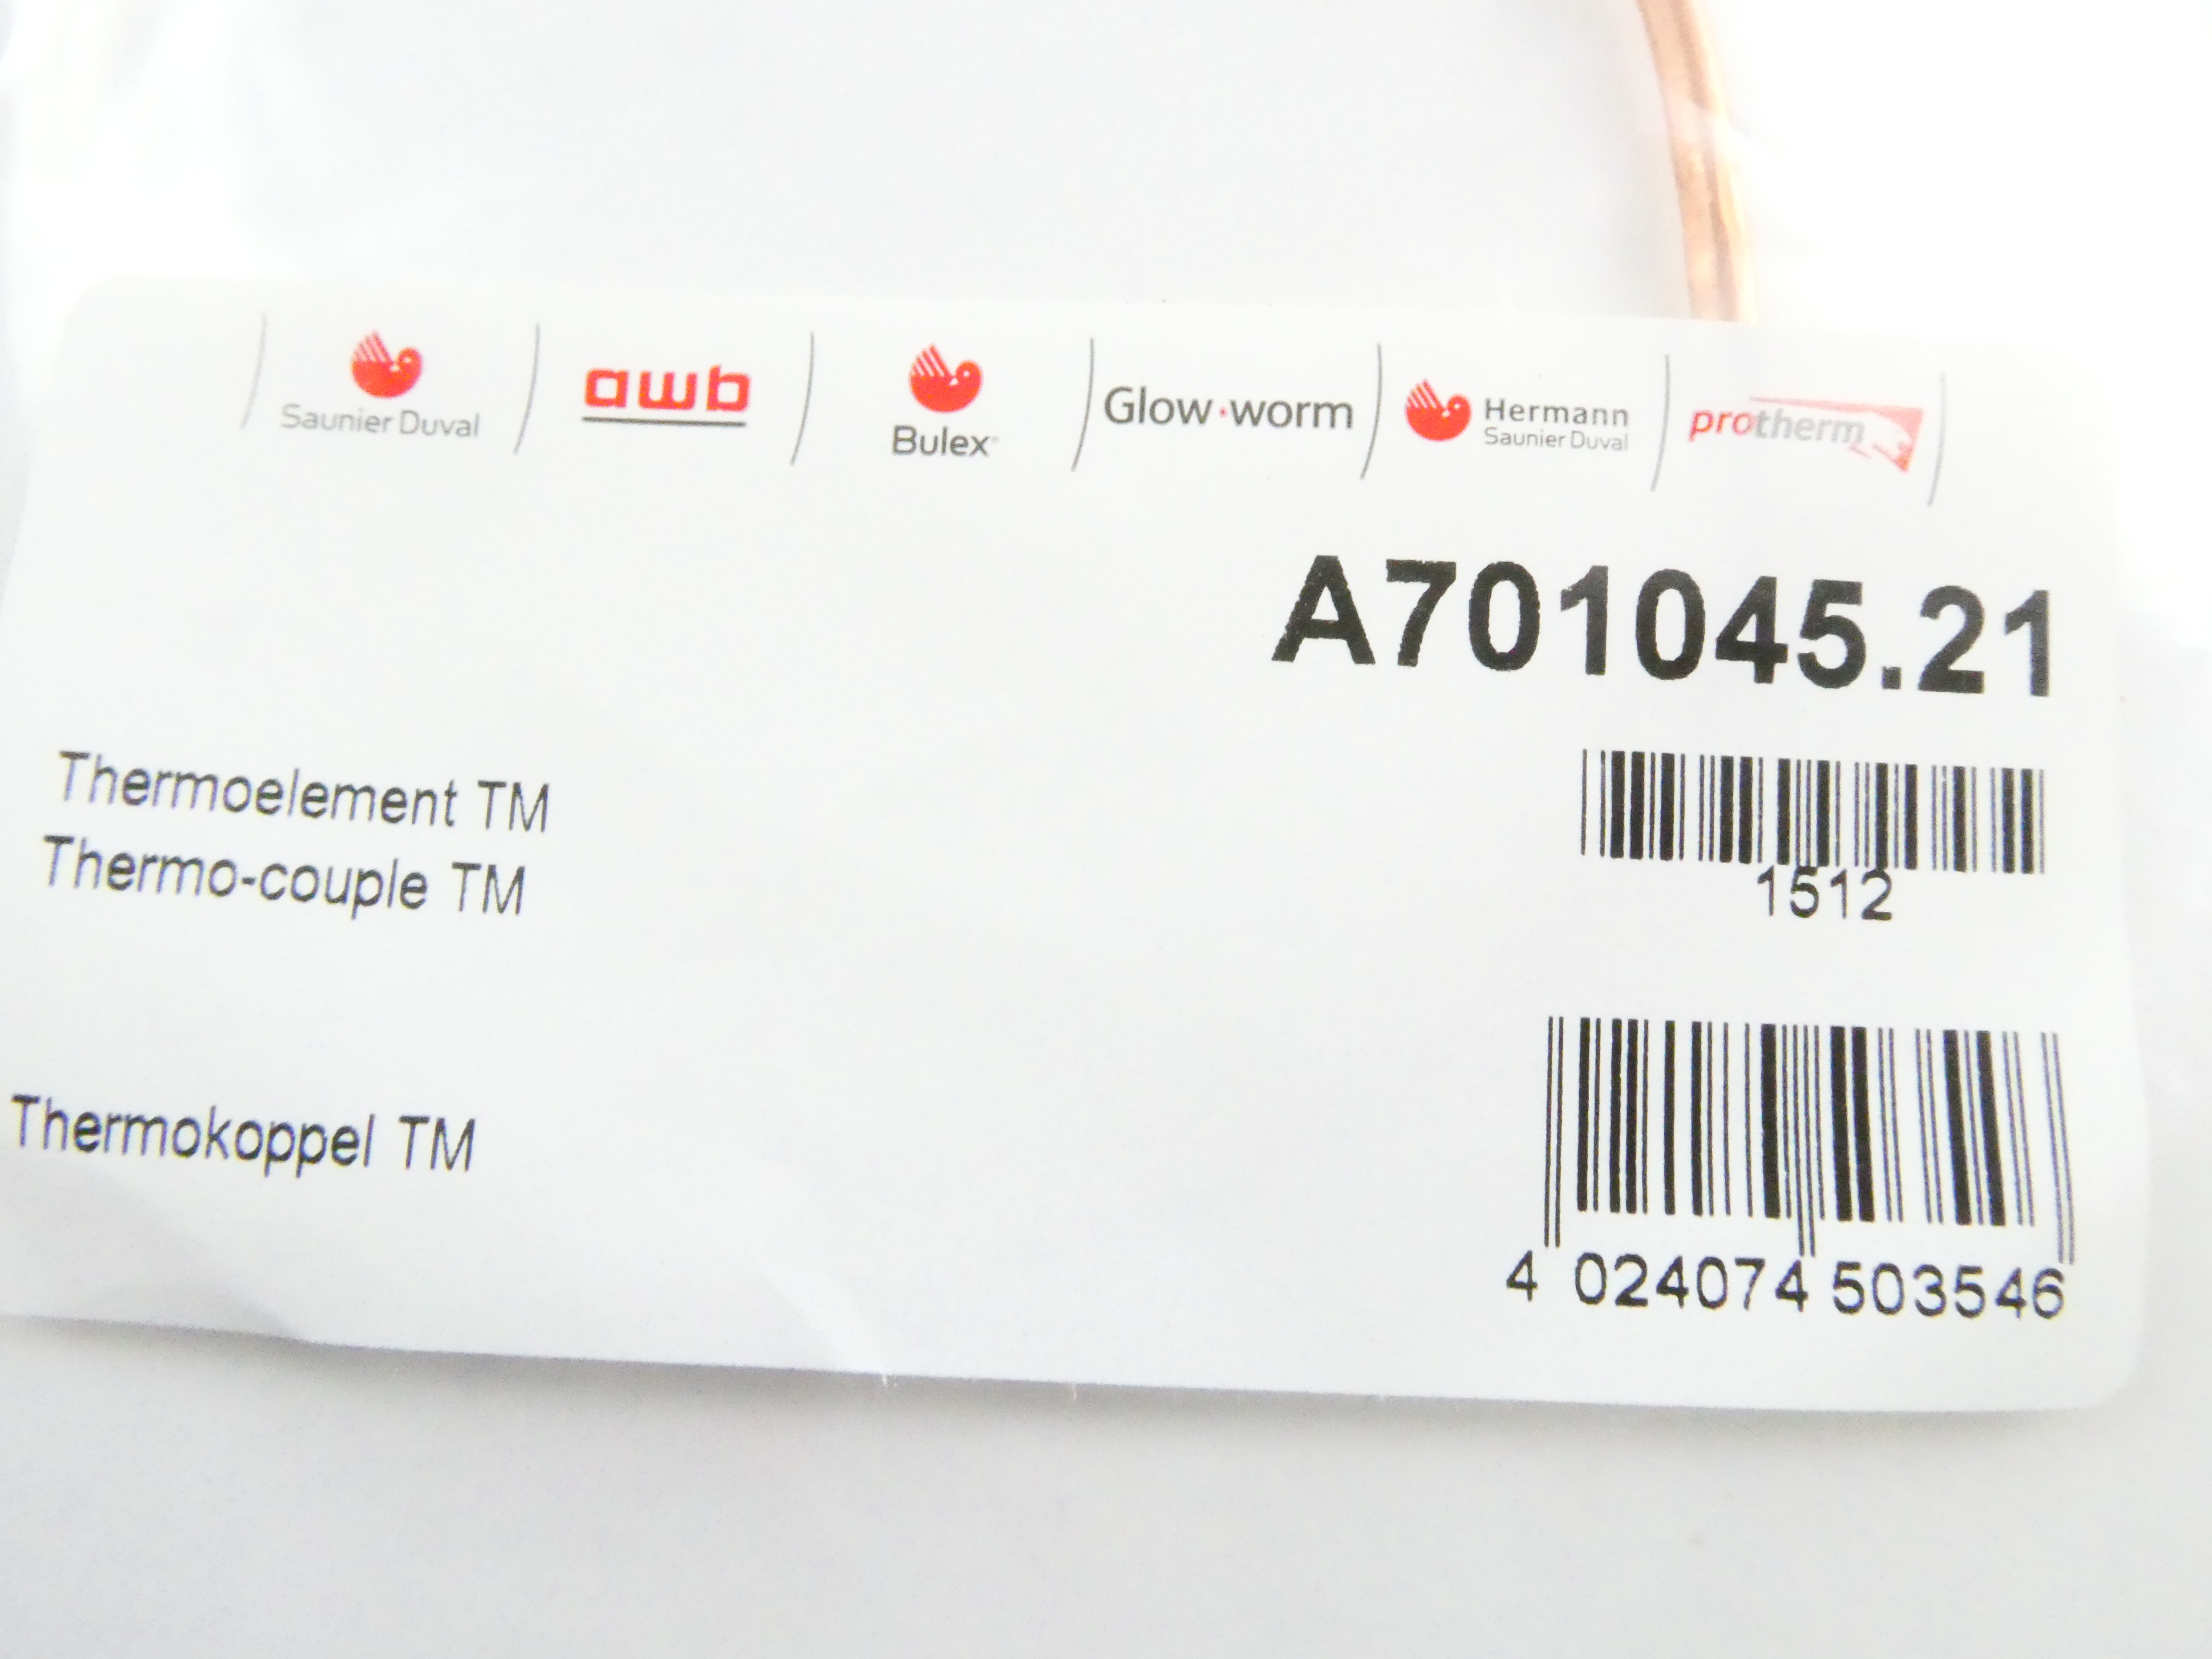 Saunier Duval awb Bulex Glow·worm Hermann Saunier Duval protherm
A701045.21
Thermoelement TM
Thermo-couple TM
1512
Thermokoppel TM
4 024074 503546